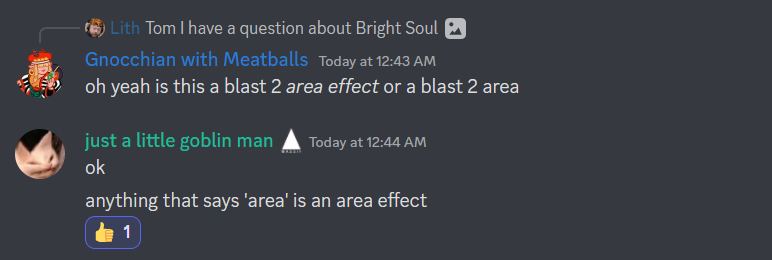 Lith Tom I have a question about Bright Soul
Gnocchian with Meatballs Today at 12:43 AM
oh yeah is this a blast 2 area effect or a blast 2 area
just a little goblin man Today at 12:44 AM
ok
anything that says 'area' is an area effect
👍 1